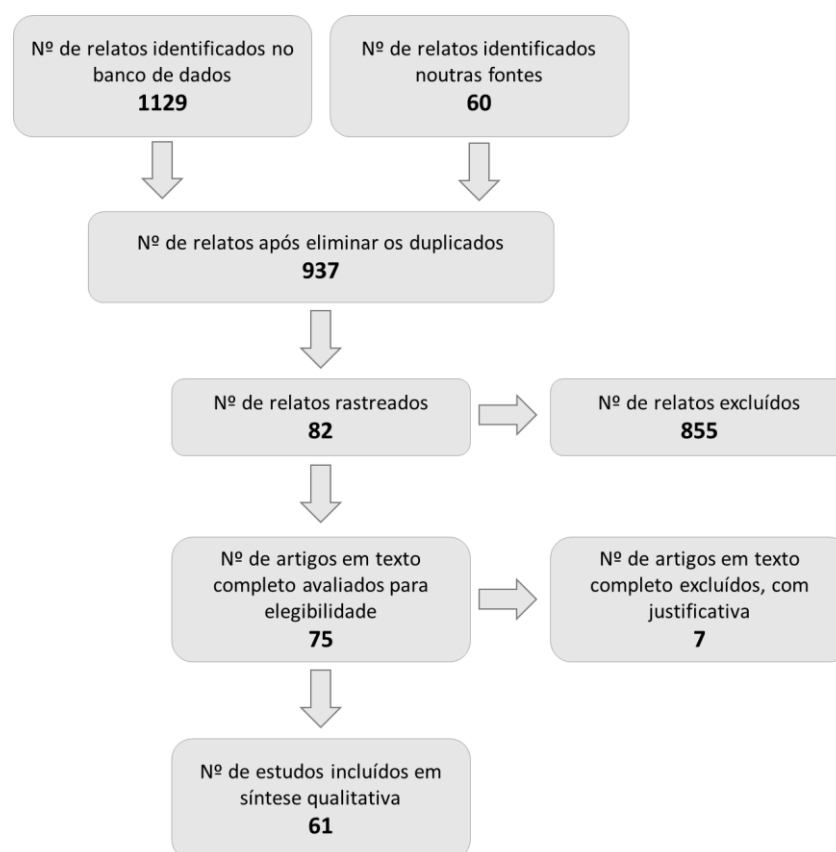 Nº de relatos identificados no
banco de dados
1129
Nº de relatos identificados
noutras fontes
60
Nº de relatos após eliminar os duplicados
937
Nº de relatos rastreados
82
Nº de relatos excluídos
855
Nº de artigos em texto
completo avaliados para
elegibilidade
75
Nº de artigos em texto
completo excluídos, com
justificativa
7
Nº de estudos incluídos em
síntese qualitativa
61